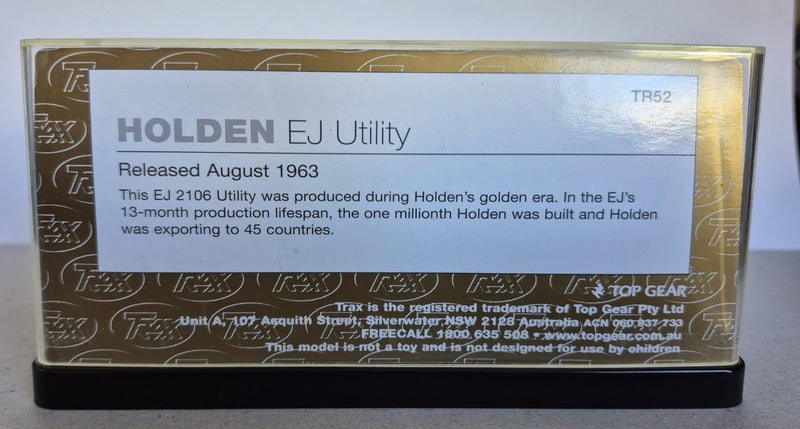 TR52
HOLDEN EJ Utility
Released August 1963
This EJ 2106 Utility was produced during Holden's golden era. In the EJ's
13-month production lifespan, the one millionth Holden was built and Holden
was exporting to 45 countries.
TOP GEAR
Trax is the registered trademark of Top Gear Pty Ltd
Unit A, 107 Asquith Street, Silverwater NSW 2128 Australia ACN 060 937 733
FREECALL 1800 635 508 • www.topgear.com.au
This model is not a toy and is not designed for use by children
Trax